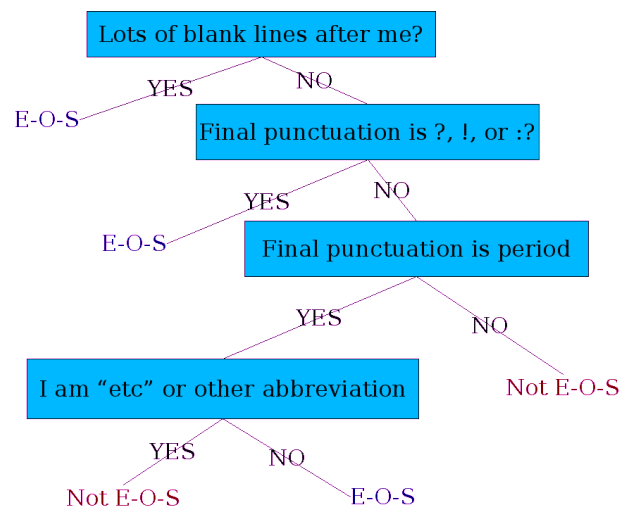 Lots of blank lines after me?
YES
NO
E-O-S
Final punctuation is ?, !, or :?
YES
NO
E-O-S
Final punctuation is period
YES
NO
I am “etc” or other abbreviation
Not E-O-S
YES
NO
Not E-O-S
E-O-S